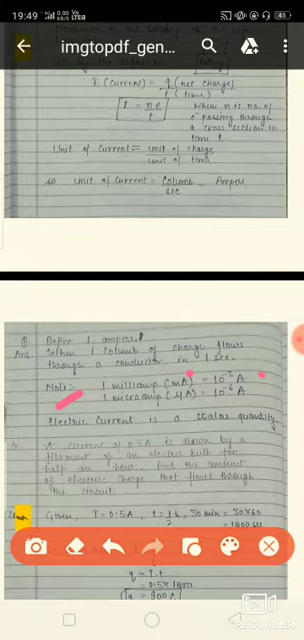 19:49
45
imgtopdf_gen
I (current) = q (net charge)
t (time)
I = ne
t
Where n is no. of
e⁻ passing through
a cross section in
time t.
Unit of current = unit of charge
unit of time
so unit of current = Columb = Ampere
sec
Q Define 1 ampere.
Ans. When 1 columb of charge flows
through a conductor in 1 sec.
Note:- 1 milliamp (mA) = 10⁻³ A
1 microamp (μA) = 10⁻⁶ A
Electric current is a scalar quantity.
A current of 0.5A is drawn by a
filament of an electric bulb for
half an hour. find the amount
of electric charge that flows through
the circuit.
Given, I = 0.5A, t = 1 h
2
30 min = 30×60
= 1800 sec
q = I.t
= 0.5×1800
q = 900 C